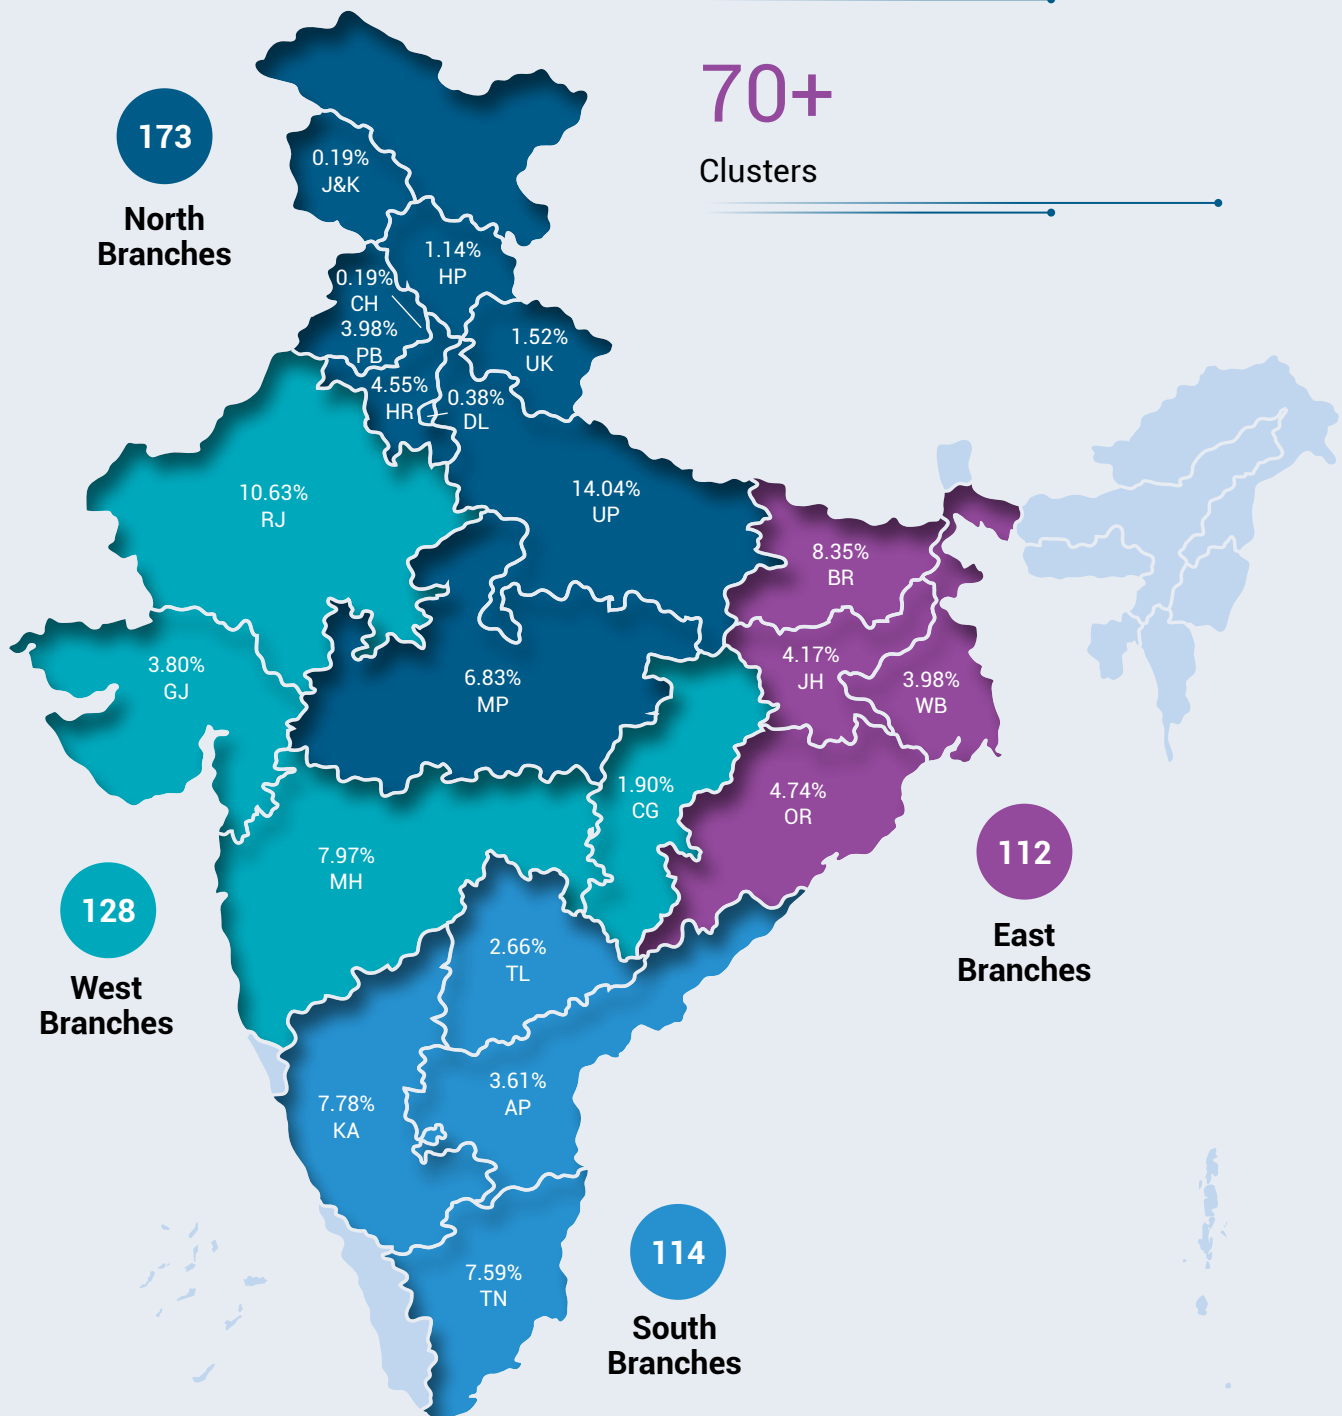 70+
Clusters
173
North
Branches
0.19%
J&K
1.14%
HP
0.19%
CH
3.98%
PB
1.52%
UK
4.55%
HR
0.38%
DL
10.63%
RJ
14.04%
UP
8.35%
BR
3.80%
GJ
6.83%
MP
4.17%
JH
3.98%
WB
1.90%
CG
4.74%
OR
7.97%
MH
128
West
Branches
112
East
Branches
2.66%
TL
3.61%
AP
7.78%
KA
7.59%
TN
114
South
Branches